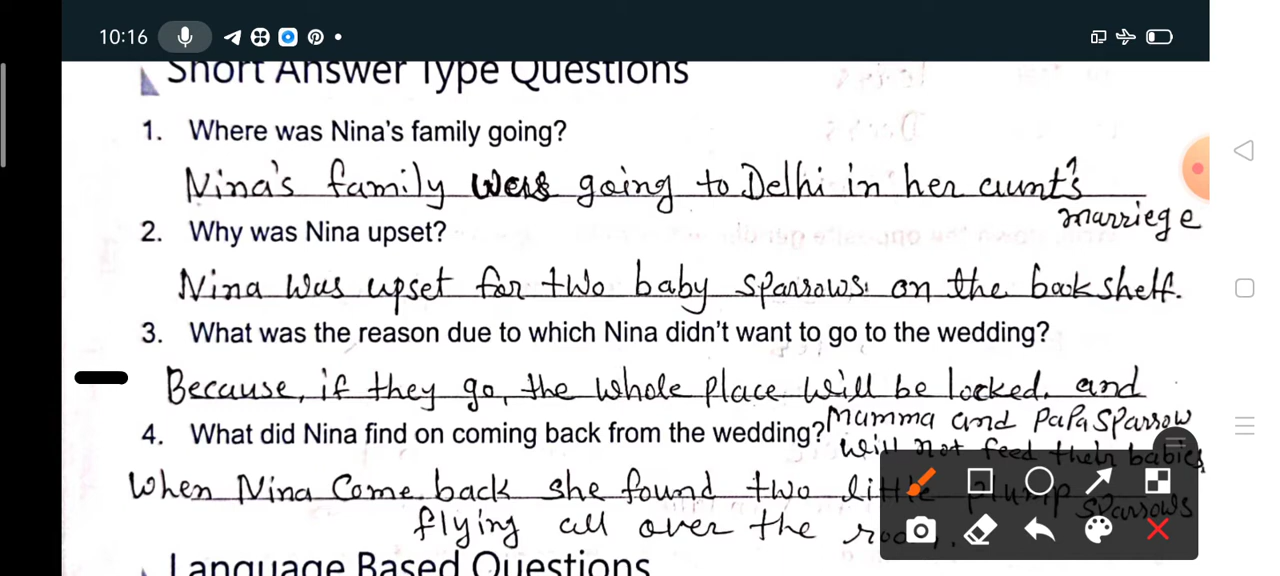 10:16
Short Answer Type Questions
1. Where was Nina's family going?
Nina's family was going to Delhi in her aunt's
marriege
2. Why was Nina upset?
Nina was upset for two baby sparrows on the book shelf.
3. What was the reason due to which Nina didn't want to go to the wedding?
Because, if they go, the whole place will be locked. and
Mumma and Papa Sparrow
will not feed their babies
4. What did Nina find on coming back from the wedding?
When Nina Come back she found two little plump sparrows
flying all over the room.
Language Based Questions